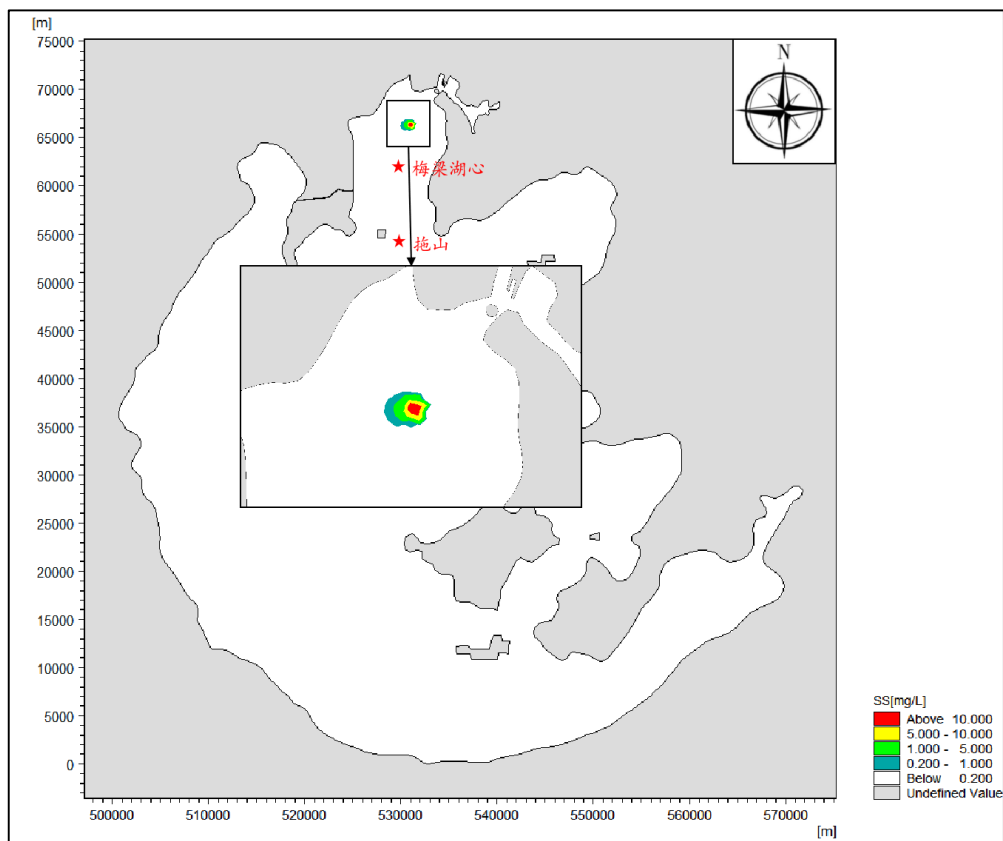 [m]
75000
70000
65000
60000
55000
50000
45000
40000
35000
30000
25000
20000
15000
10000
5000
0
N
梅梁湖心
拖山
500000 510000 520000 530000 540000 550000 560000 570000
[m]
SS[mg/L]
Above 10.000
5.000 - 10.000
1.000 - 5.000
0.200 - 1.000
Below 0.200
Undefined Value